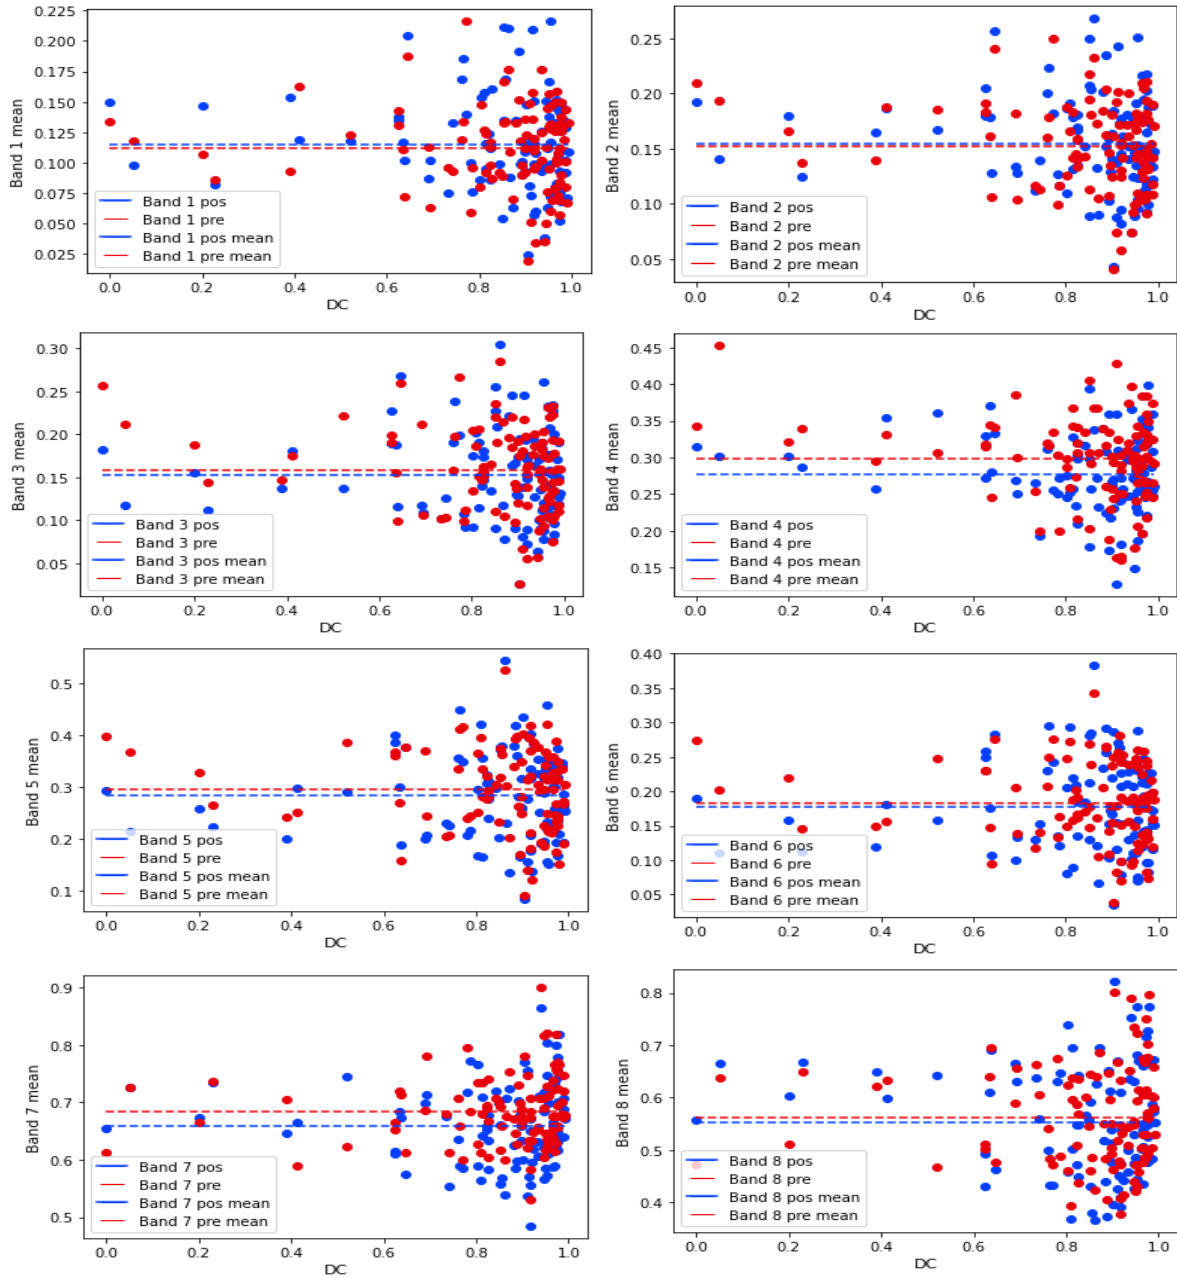 Band 1 mean
0.225
0.200
0.175
0.150
0.125
0.100
0.075
0.050
0.025
Band 1 pos
Band 1 pre
Band 1 pos mean
Band 1 pre mean
0.0 0.2 0.4 0.6 0.8 1.0
DC
Band 2 mean
0.25
0.20
0.15
0.10
0.05
Band 2 pos
Band 2 pre
Band 2 pos mean
Band 2 pre mean
0.0 0.2 0.4 0.6 0.8 1.0
DC
Band 3 mean
0.30
0.25
0.20
0.15
0.10
0.05
Band 3 pos
Band 3 pre
Band 3 pos mean
Band 3 pre mean
0.0 0.2 0.4 0.6 0.8 1.0
DC
Band 4 mean
0.45
0.40
0.35
0.30
0.25
0.20
0.15
Band 4 pos
Band 4 pre
Band 4 pos mean
Band 4 pre mean
0.0 0.2 0.4 0.6 0.8 1.0
DC
Band 5 mean
0.5
0.4
0.3
0.2
0.1
Band 5 pos
Band 5 pre
Band 5 pos mean
Band 5 pre mean
0.0 0.2 0.4 0.6 0.8 1.0
DC
Band 6 mean
0.40
0.35
0.30
0.25
0.20
0.15
0.10
0.05
Band 6 pos
Band 6 pre
Band 6 pos mean
Band 6 pre mean
0.0 0.2 0.4 0.6 0.8 1.0
DC
Band 7 mean
0.9
0.8
0.7
0.6
0.5
Band 7 pos
Band 7 pre
Band 7 pos mean
Band 7 pre mean
0.0 0.2 0.4 0.6 0.8 1.0
DC
Band 8 mean
0.8
0.7
0.6
0.5
0.4
Band 8 pos
Band 8 pre
Band 8 pos mean
Band 8 pre mean
0.0 0.2 0.4 0.6 0.8 1.0
DC